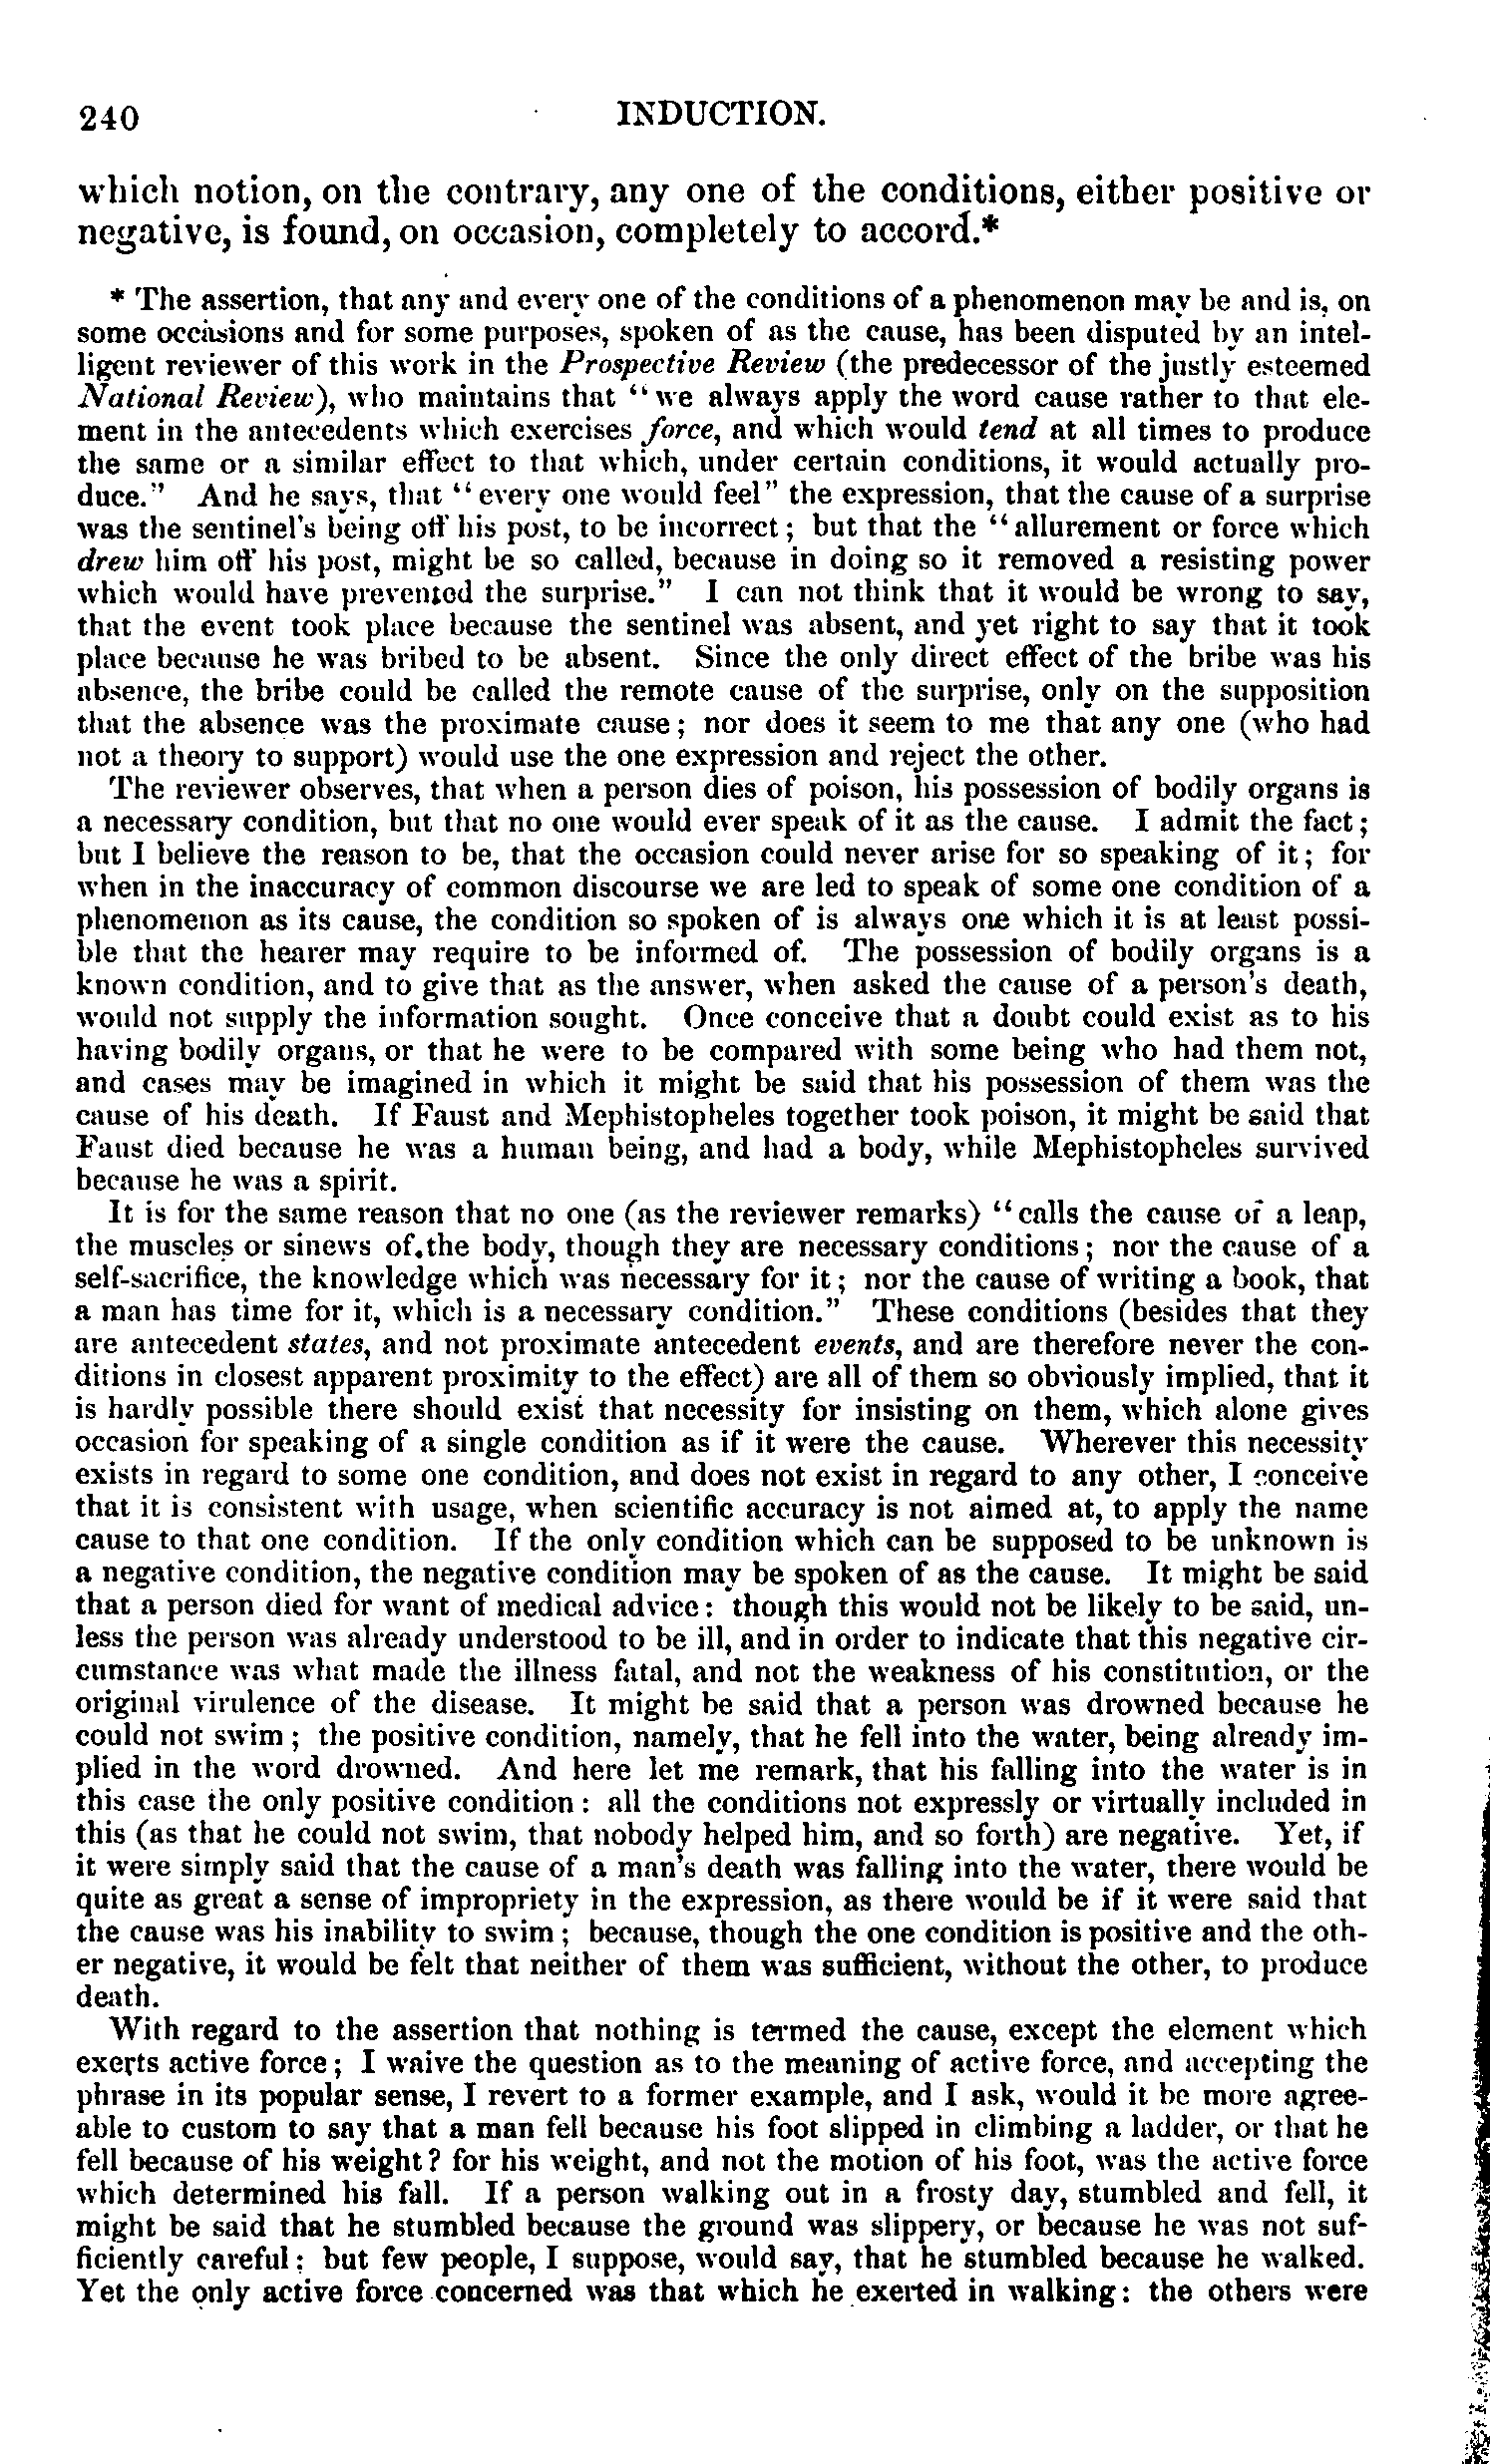 240
INDUCTION.
which notion, on the contrary, any one of the conditions, either positive or
negative, is found, on occasion, completely to accord.*
* The assertion, that any and every one of the conditions of a phenomenon may be and is, on
some occasions and for some purposes, spoken of as the cause, has been disputed by an intel-
ligent reviewer of this work in the Prospective Review (the predecessor of the justly esteemed
National Review), who maintains that "we always apply the word cause rather to that ele-
ment in the antecedents which exercises force, and which would tend at all times to produce
the same or a similar effect to that which, under certain conditions, it would actually pro-
duce." And he says, that "every one would feel" the expression, that the cause of a surprise
was the sentinel's being off his post, to be incorrect; but that the "allurement or force which
drew him off his post, might be so called, because in doing so it removed a resisting power
which would have prevented the surprise." I can not think that it would be wrong to say,
that the event took place because the sentinel was absent, and yet right to say that it took
place because he was bribed to be absent. Since the only direct effect of the bribe was his
absence, the bribe could be called the remote cause of the surprise, only on the supposition
that the absence was the proximate cause; nor does it seem to me that any one (who had
not a theory to support) would use the one expression and reject the other.
The reviewer observes, that when a person dies of poison, his possession of bodily organs is
a necessary condition, but that no one would ever speak of it as the cause. I admit the fact;
but I believe the reason to be, that the occasion could never arise for so speaking of it; for
when in the inaccuracy of common discourse we are led to speak of some one condition of a
phenomenon as its cause, the condition so spoken of is always one which it is at least possi-
ble that the hearer may require to be informed of. The possession of bodily organs is a
known condition, and to give that as the answer, when asked the cause of a person's death,
would not supply the information sought. Once conceive that a doubt could exist as to his
having bodily organs, or that he were to be compared with some being who had them not,
and cases may be imagined in which it might be said that his possession of them was the
cause of his death. If Faust and Mephistopheles together took poison, it might be said that
Faust died because he was a human being, and had a body, while Mephistopheles survived
because he was a spirit.
It is for the same reason that no one (as the reviewer remarks) "calls the cause of a leap,
the muscles or sinews of the body, though they are necessary conditions; nor the cause of a
self-sacrifice, the knowledge which was necessary for it; nor the cause of writing a book, that
a man has time for it, which is a necessary condition." These conditions (besides that they
are antecedent states, and not proximate antecedent events, and are therefore never the con-
ditions in closest apparent proximity to the effect) are all of them so obviously implied, that it
is hardly possible there should exist that necessity for insisting on them, which alone gives
occasion for speaking of a single condition as if it were the cause. Wherever this necessity
exists in regard to some one condition, and does not exist in regard to any other, I conceive
that it is consistent with usage, when scientific accuracy is not aimed at, to apply the name
cause to that one condition. If the only condition which can be supposed to be unknown is
a negative condition, the negative condition may be spoken of as the cause. It might be said
that a person died for want of medical advice: though this would not be likely to be said, un-
less the person was already understood to be ill, and in order to indicate that this negative cir-
cumstance was what made the illness fatal, and not the weakness of his constitution, or the
original virulence of the disease. It might be said that a person was drowned because he
could not swim; the positive condition, namely, that he fell into the water, being already im-
plied in the word drowned. And here let me remark, that his falling into the water is in
this case the only positive condition: all the conditions not expressly or virtually included in
this (as that he could not swim, that nobody helped him, and so forth) are negative. Yet, if
it were simply said that the cause of a man's death was falling into the water, there would be
quite as great a sense of impropriety in the expression, as there would be if it were said that
the cause was his inability to swim; because, though the one condition is positive and the oth-
er negative, it would be felt that neither of them was sufficient, without the other, to produce
death.
With regard to the assertion that nothing is termed the cause, except the element which
exerts active force; I waive the question as to the meaning of active force, and accepting the
phrase in its popular sense, I revert to a former example, and I ask, would it be more agree-
able to custom to say that a man fell because his foot slipped in climbing a ladder, or that he
fell because of his weight? for his weight, and not the motion of his foot, was the active force
which determined his fall. If a person walking out in a frosty day, stumbled and fell, it
might be said that he stumbled because the ground was slippery, or because he was not suf-
ficiently careful: but few people, I suppose, would say, that he stumbled because he walked.
Yet the only active force concerned was that which he exerted in walking: the others were